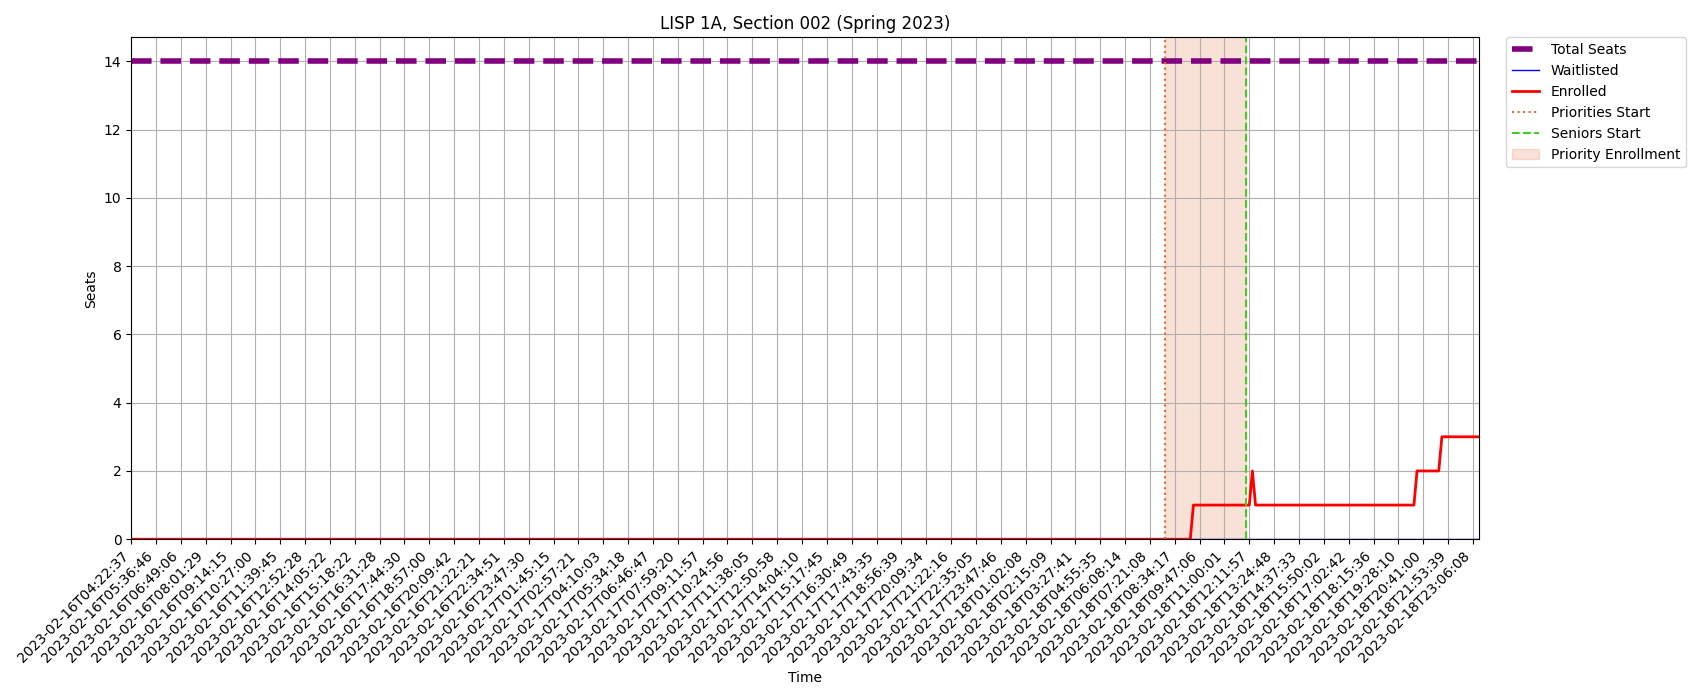 LISP 1A, Section 002 (Spring 2023)
Total Seats
Waitlisted
Enrolled
Priorities Start
Seniors Start
Priority Enrollment
Seats
14
12
10
8
6
4
2
0
2023-02-16T04:22:37
2023-02-16T05:36:46
2023-02-16T06:49:06
2023-02-16T08:01:29
2023-02-16T09:14:15
2023-02-16T10:27:00
2023-02-16T11:39:45
2023-02-16T12:52:28
2023-02-16T14:05:22
2023-02-16T15:18:22
2023-02-16T16:31:28
2023-02-16T17:44:30
2023-02-16T18:57:00
2023-02-16T20:09:42
2023-02-16T21:22:21
2023-02-16T22:34:51
2023-02-16T23:47:30
2023-02-17T01:45:15
2023-02-17T02:57:21
2023-02-17T04:10:03
2023-02-17T05:34:18
2023-02-17T06:46:47
2023-02-17T07:59:20
2023-02-17T09:11:57
2023-02-17T10:24:56
2023-02-17T11:38:05
2023-02-17T12:50:58
2023-02-17T14:04:10
2023-02-17T15:17:45
2023-02-17T16:30:49
2023-02-17T17:43:35
2023-02-17T18:56:39
2023-02-17T20:09:34
2023-02-17T21:22:16
2023-02-17T22:35:05
2023-02-17T23:47:46
2023-02-18T01:02:08
2023-02-18T02:15:09
2023-02-18T03:27:41
2023-02-18T04:55:35
2023-02-18T06:08:14
2023-02-18T07:21:08
2023-02-18T08:34:17
2023-02-18T09:47:06
2023-02-18T11:00:01
2023-02-18T12:11:57
2023-02-18T13:24:48
2023-02-18T14:37:33
2023-02-18T15:50:02
2023-02-18T17:02:42
2023-02-18T18:15:36
2023-02-18T19:28:10
2023-02-18T20:41:00
2023-02-18T21:53:39
2023-02-18T23:06:08
Time